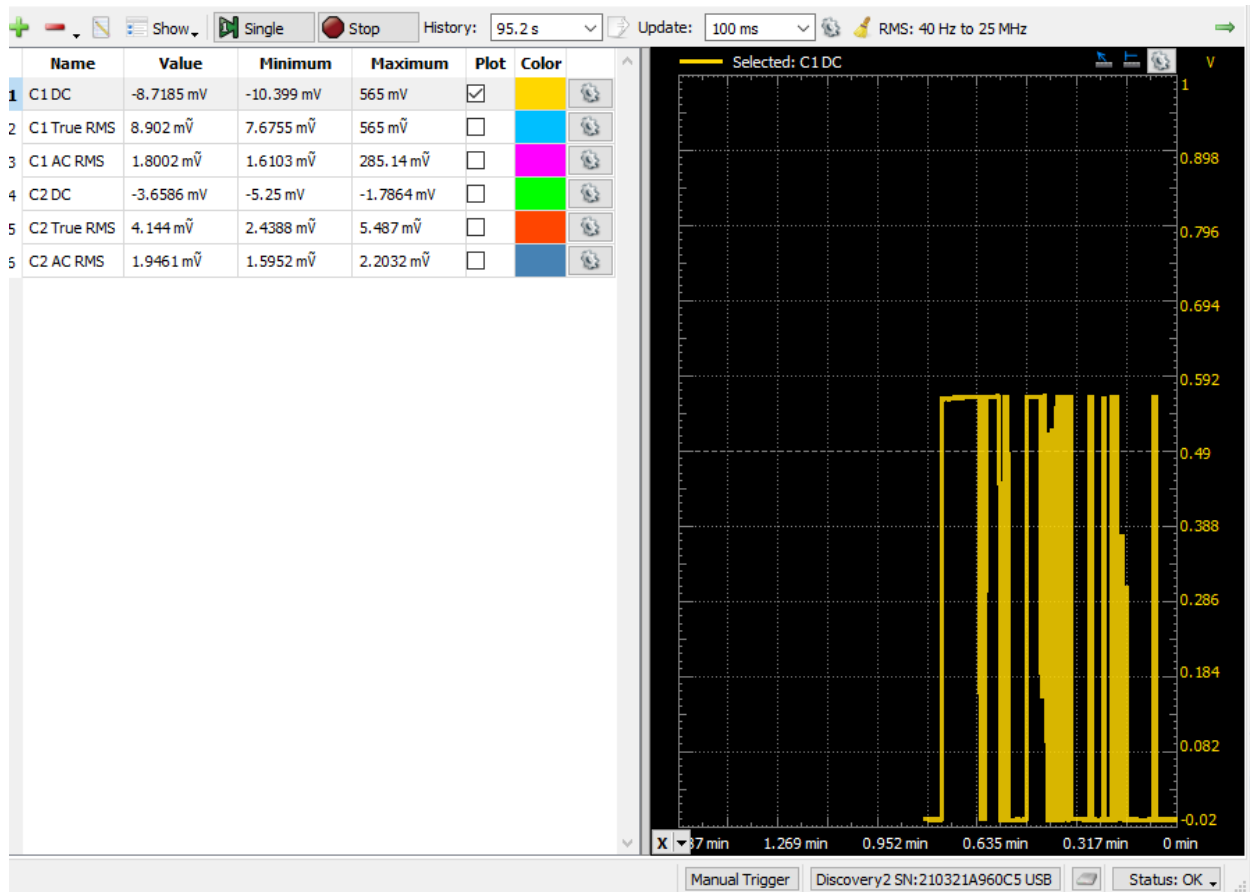 Show Single Stop History: 95.2 s Update: 100 ms RMS: 40 Hz to 25 MHz
Name Value Minimum Maximum Plot Color
1 C1 DC -8.7185 mV -10.399 mV 565 mV
2 C1 True RMS 8.902 mṼ 7.6755 mṼ 565 mṼ
3 C1 AC RMS 1.8002 mṼ 1.6103 mṼ 285.14 mṼ
4 C2 DC -3.6586 mV -5.25 mV -1.7864 mV
5 C2 True RMS 4.144 mṼ 2.4388 mṼ 5.487 mṼ
6 C2 AC RMS 1.9461 mṼ 1.5952 mṼ 2.2032 mṼ
Selected: C1 DC V
1
0.898
0.796
0.694
0.592
0.49
0.388
0.286
0.184
0.082
-0.02
X 37 min 1.269 min 0.952 min 0.635 min 0.317 min 0 min
Manual Trigger Discovery2 SN:210321A960C5 USB Status: OK